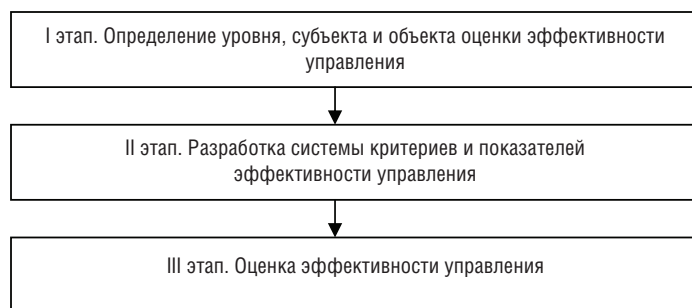 I этап. Определение уровня, субъекта и объекта оценки эффективности
управления
II этап. Разработка системы критериев и показателей
эффективности управления
III этап. Оценка эффективности управления